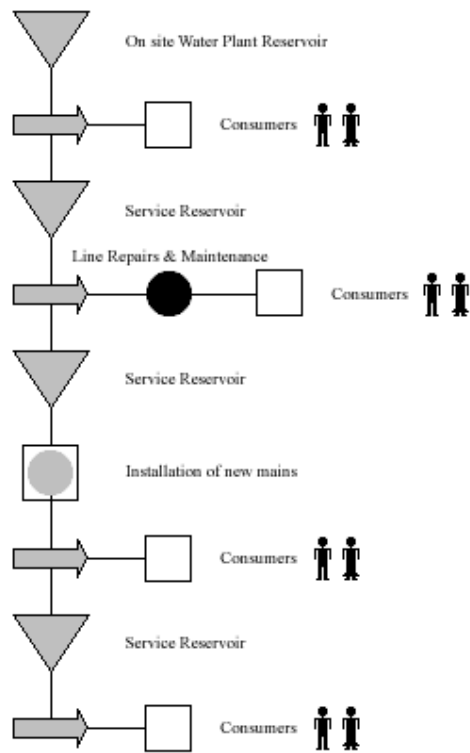 On site Water Plant Reservoir
Consumers
Service Reservoir
Line Repairs & Maintenance
Consumers
Service Reservoir
Installation of new mains
Consumers
Service Reservoir
Consumers